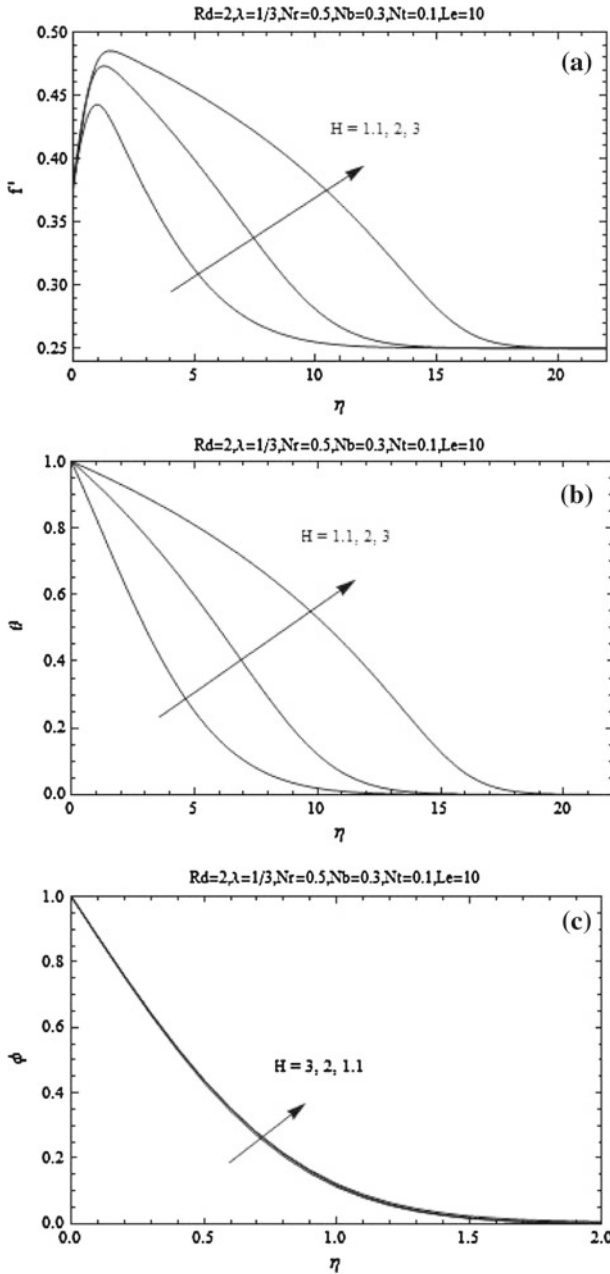 Rd=2,λ=1/3,Nr=0.5,Nb=0.3,Nt=0.1,Le=10
(a)
H = 1.1, 2, 3
f'
0.50
0.45
0.40
0.35
0.30
0.25
0 5 10 15 20
η
Rd=2,λ=1/3,Nr=0.5,Nb=0.3,Nt=0.1,Le=10
(b)
H = 1.1, 2, 3
θ
1.0
0.8
0.6
0.4
0.2
0.0
0 5 10 15 20
η
Rd=2,λ=1/3,Nr=0.5,Nb=0.3,Nt=0.1,Le=10
(c)
H = 3, 2, 1.1
ϕ
1.0
0.8
0.6
0.4
0.2
0.0
0.0 0.5 1.0 1.5 2.0
η